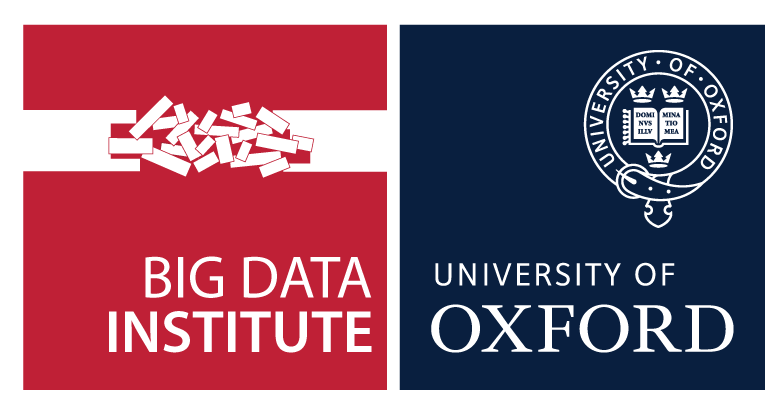 BIG DATA
INSTITUTE
UNIVERSITY · OF · OXFORD
DOMI
NVS
ILLV
MINA
TIO
MEA
UNIVERSITY OF
OXFORD